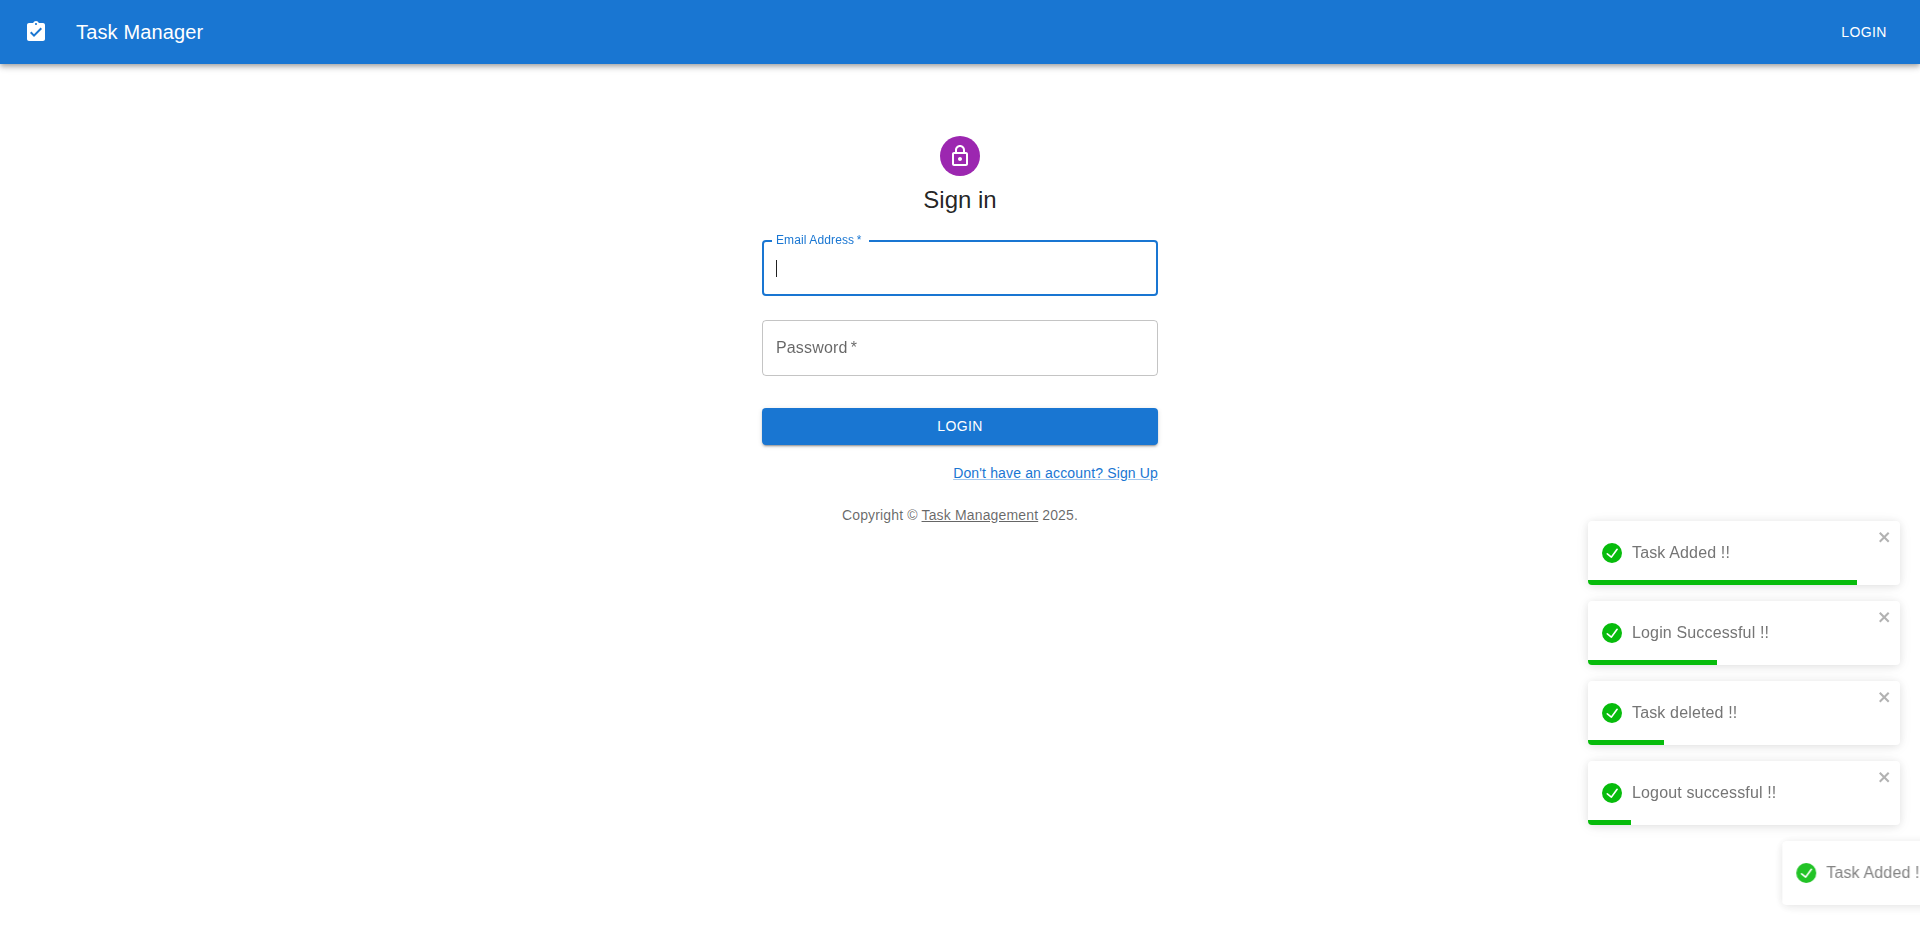 Task Manager
LOGIN
Sign in
Email Address *
Password *
LOGIN
Don't have an account? Sign Up
Copyright © Task Management 2025.
Task Added !!
Login Successful !!
Task deleted !!
Logout successful !!
Task Added !